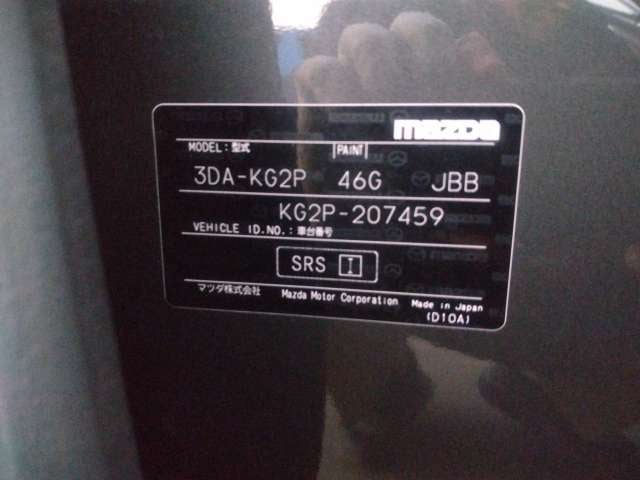 mazda
MODEL:型式 PAINT
3DA-KG2P 46G JBB
KG2P-207459
VEHICLE ID.NO.:車台番号
SRS I
マツダ株式会社 Mazda Motor Corporation Made in Japan
(D10A)